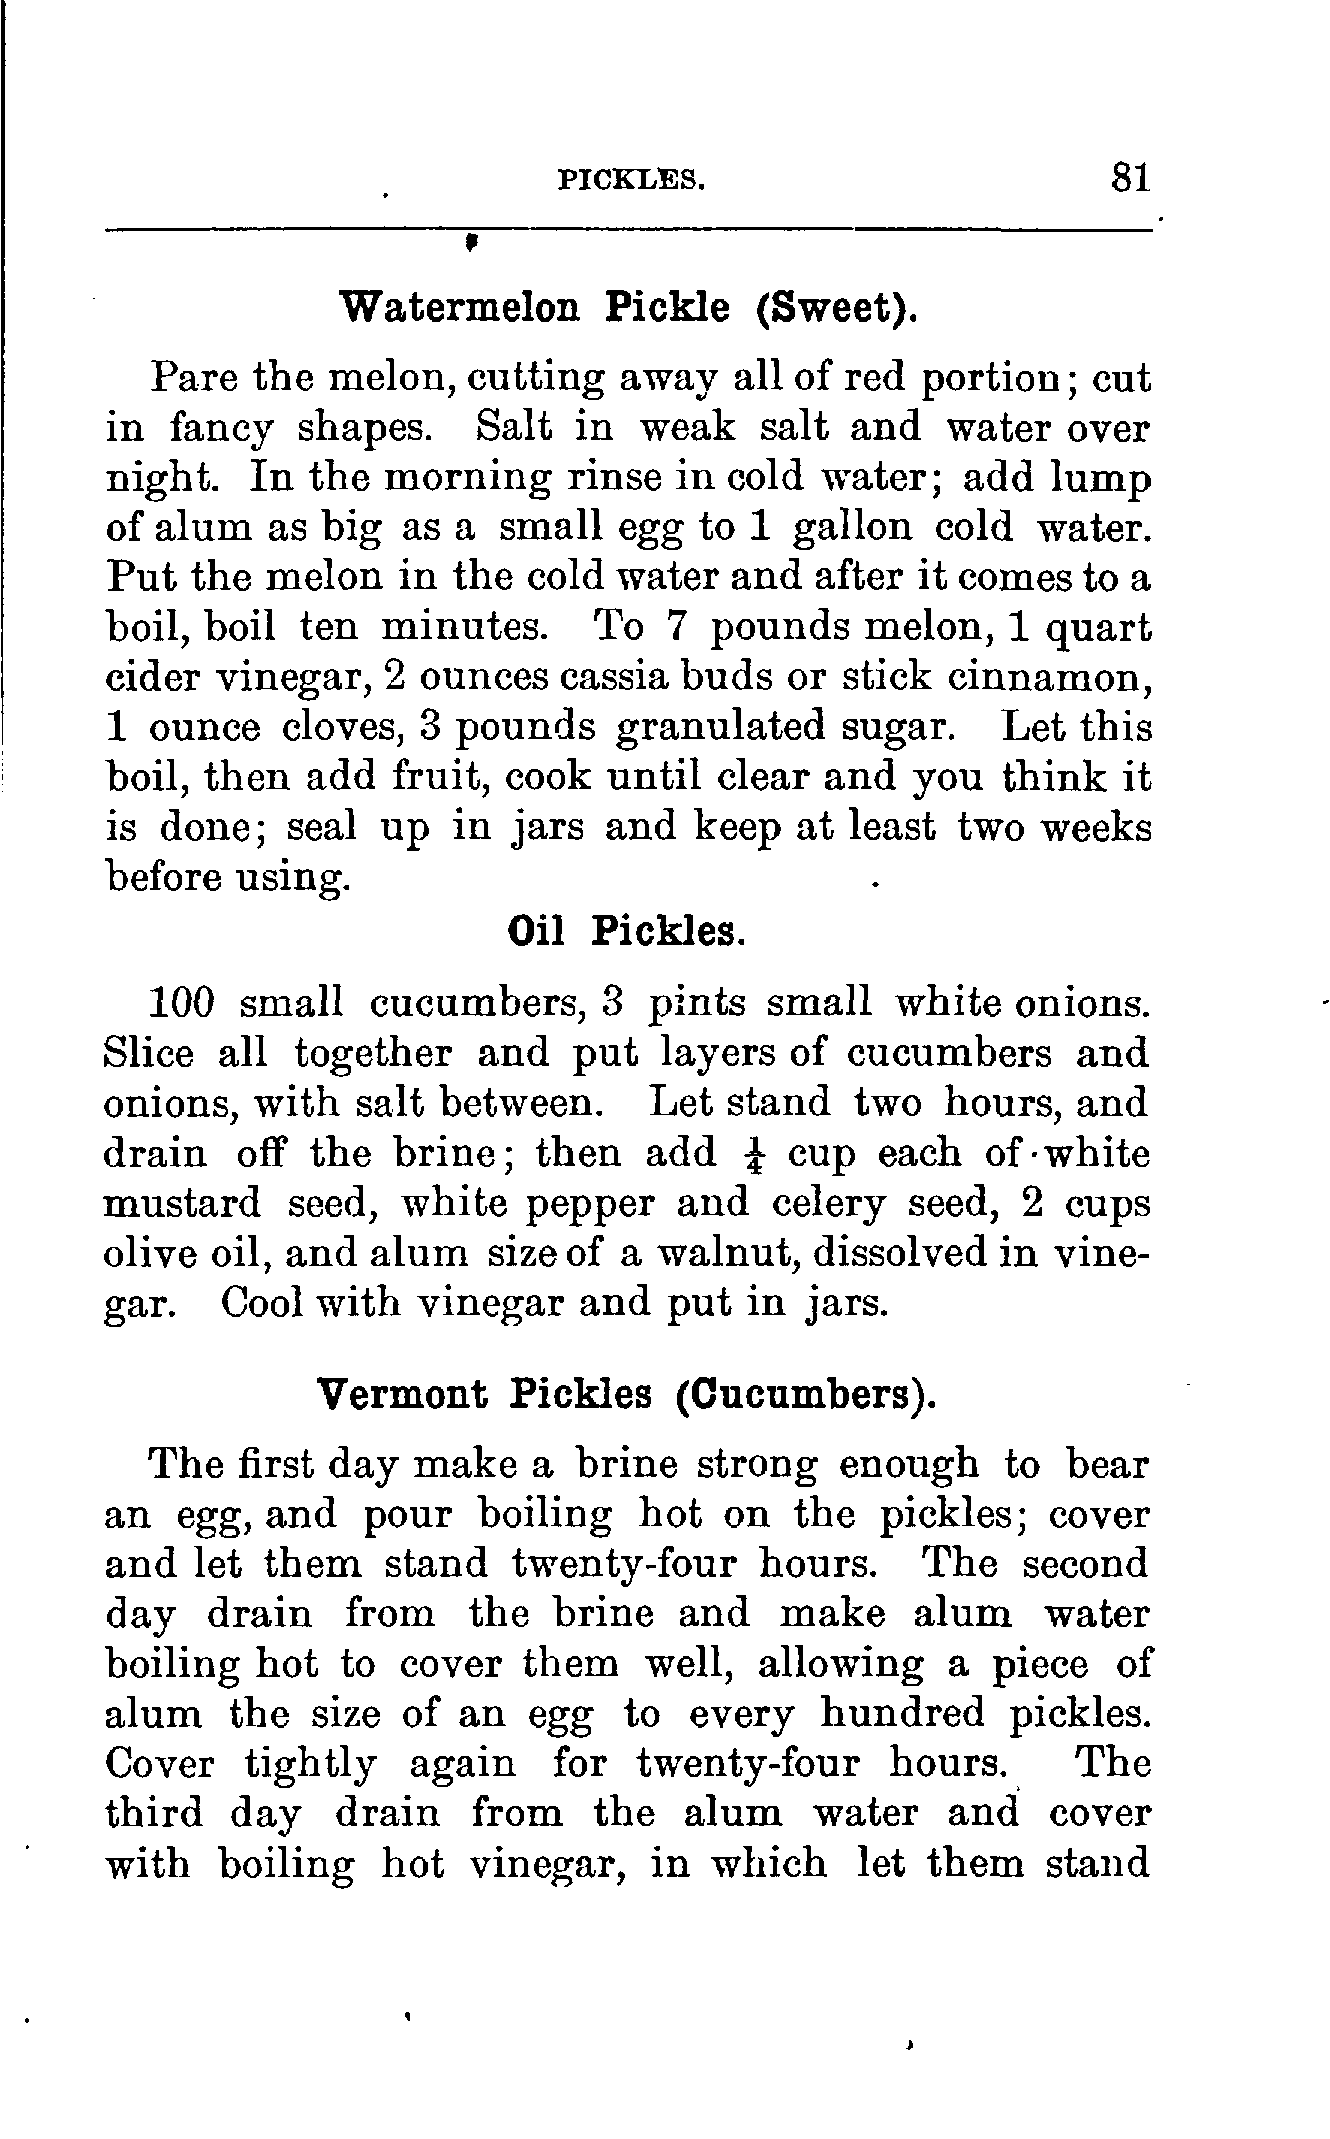 PICKLES. 81
Watermelon Pickle (Sweet).
Pare the melon, cutting away all of red portion; cut
in fancy shapes. Salt in weak salt and water over
night. In the morning rinse in cold water; add lump
of alum as big as a small egg to 1 gallon cold water.
Put the melon in the cold water and after it comes to a
boil, boil ten minutes. To 7 pounds melon, 1 quart
cider vinegar, 2 ounces cassia buds or stick cinnamon,
1 ounce cloves, 3 pounds granulated sugar. Let this
boil, then add fruit, cook until clear and you think it
is done; seal up in jars and keep at least two weeks
before using.
Oil Pickles.
100 small cucumbers, 3 pints small white onions.
Slice all together and put layers of cucumbers and
onions, with salt between. Let stand two hours, and
drain off the brine; then add ¼ cup each of white
mustard seed, white pepper and celery seed, 2 cups
olive oil, and alum size of a walnut, dissolved in vine-
gar. Cool with vinegar and put in jars.
Vermont Pickles (Cucumbers).
The first day make a brine strong enough to bear
an egg, and pour boiling hot on the pickles; cover
and let them stand twenty-four hours. The second
day drain from the brine and make alum water
boiling hot to cover them well, allowing a piece of
alum the size of an egg to every hundred pickles.
Cover tightly again for twenty-four hours. The
third day drain from the alum water and cover
with boiling hot vinegar, in which let them stand